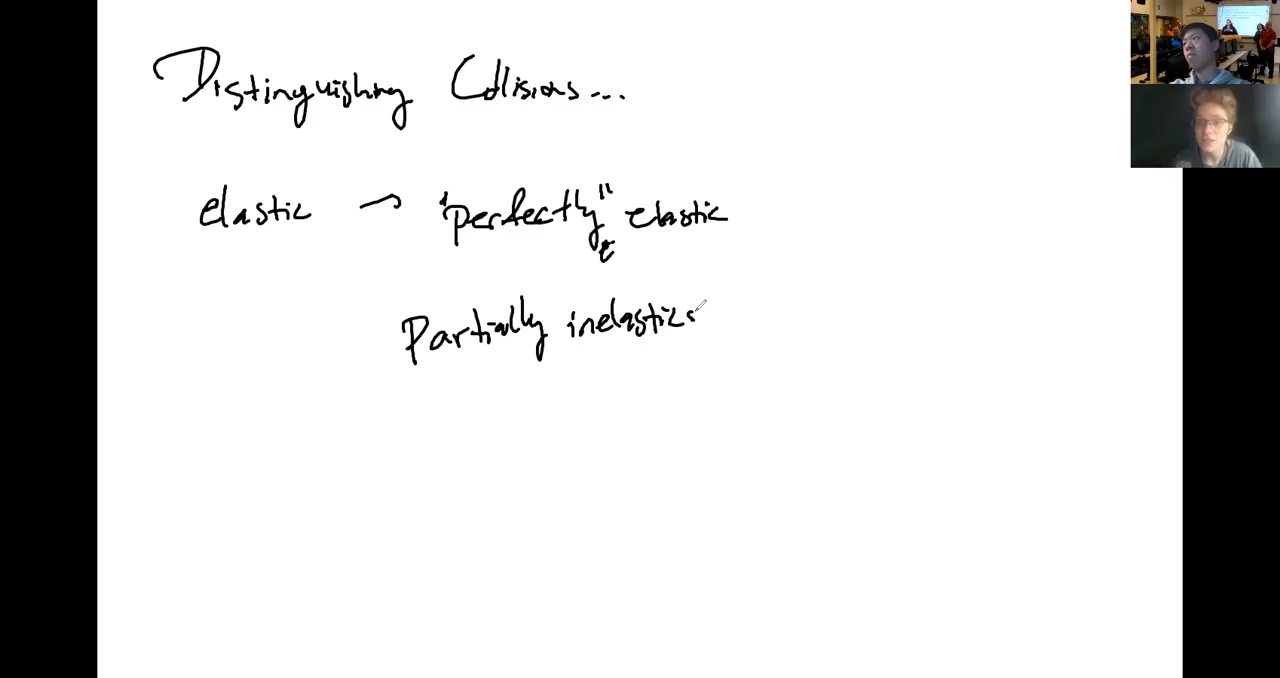 Distinguishing Collisions...
elastic → "perfectly" elastic
Partially inelastic